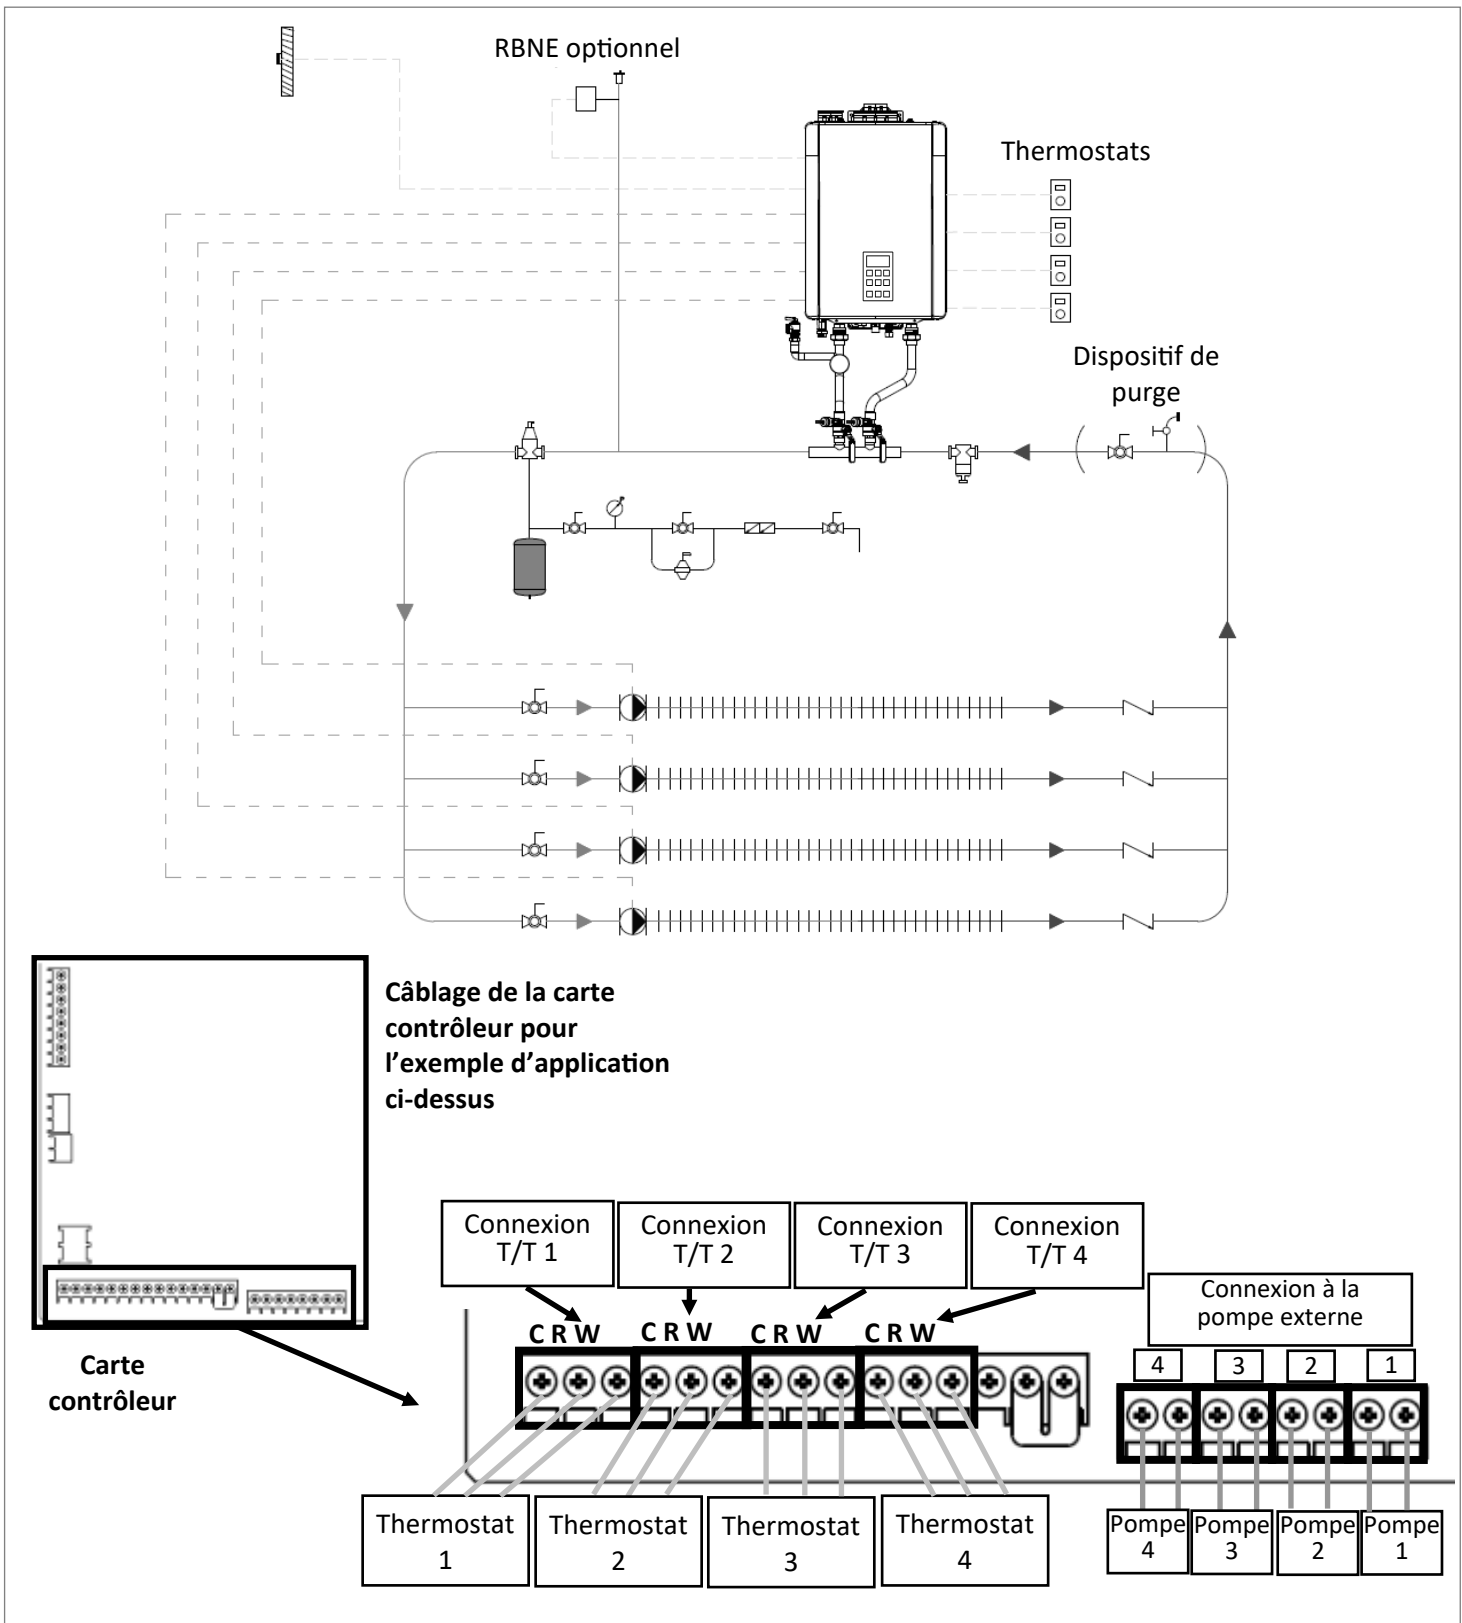 RBNE optionnel
Thermostats
Dispositif de
purge
Câblage de la carte
contrôleur pour
l’exemple d’application
ci-dessus
Carte
contrôleur
Connexion
T/T 1
Connexion
T/T 2
Connexion
T/T 3
Connexion
T/T 4
Connexion à la
pompe externe
4 3 2 1
C R W C R W C R W C R W
Thermostat
1
Thermostat
2
Thermostat
3
Thermostat
4
Pompe
4
Pompe
3
Pompe
2
Pompe
1